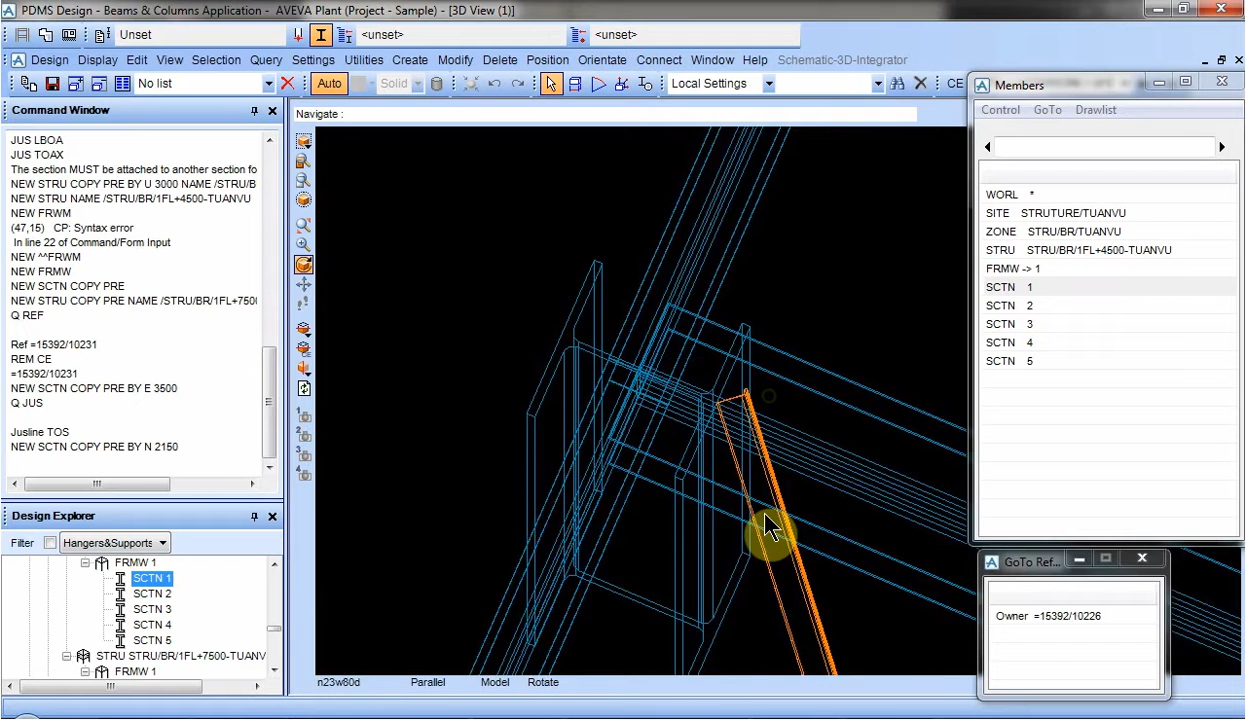 PDMS Design - Beams & Columns Application - AVEVA Plant (Project - Sample) - [3D View (1)]
Unset
<unset>
<unset>
Design Display Edit View Selection Query Settings Utilities Create Modify Delete Position Orientate Connect Window Help Schematic-3D-Integrator
No list
Auto
Solid
Local Settings
CE
Command Window
JUS LBOA
JUS TOAX
The section MUST be attached to another section fo
NEW STRU COPY PRE BY U 3000 NAME /STRU/B
NEW STRU NAME /STRU/BR/1FL+4500-TUANVU
NEW FRWM
(47,15) CP: Syntax error
In line 22 of Command/Form Input
NEW ^^FRWM
NEW FRMW
NEW SCTN COPY PRE
NEW STRU COPY PRE NAME /STRU/BR/1FL+750
Q REF
Ref =15392/10231
REM CE
=15392/10231
NEW SCTN COPY PRE BY E 3500
Q JUS
Jusline TOS
NEW SCTN COPY PRE BY N 2150
Design Explorer
Filter
Hangers&Supports
FRMW 1
SCTN 1
SCTN 2
SCTN 3
SCTN 4
SCTN 5
STRU STRU/BR/1FL+7500-TUANV
FRMW 1
Navigate :
n23w60d Parallel Model Rotate
Members
Control GoTo Drawlist
WORL *
SITE STRUTURE/TUANVU
ZONE STRU/BR/TUANVU
STRU STRU/BR/1FL+4500-TUANVU
FRMW -> 1
SCTN 1
SCTN 2
SCTN 3
SCTN 4
SCTN 5
GoTo Ref...
Owner =15392/10226